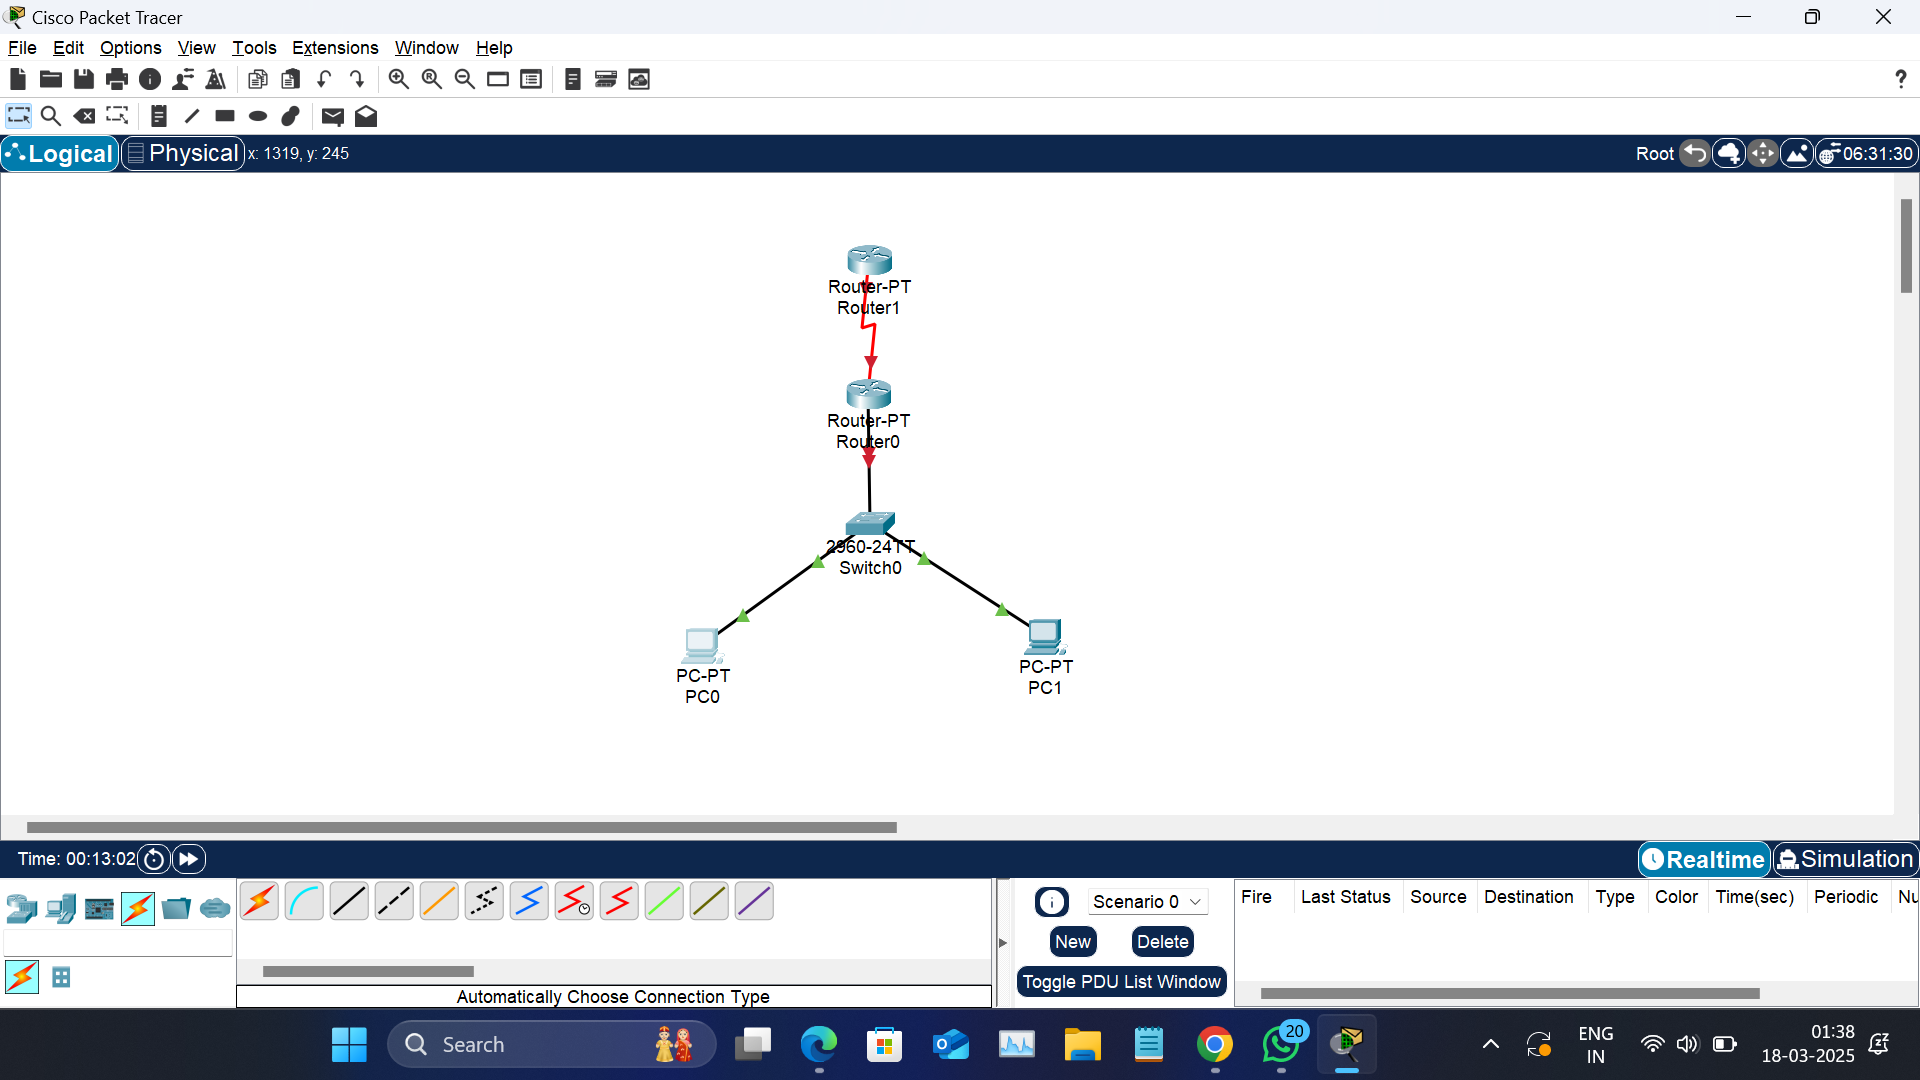 Cisco Packet Tracer
File Edit Options View Tools Extensions Window Help
?
Logical Physical x: 1319, y: 245 Root 06:31:30
Router-PT
Router1
Router-PT
Router0
2960-24TT
Switch0
PC-PT
PC0
PC-PT
PC1
Time: 00:13:02 Realtime Simulation
Scenario 0
New Delete
Toggle PDU List Window
Fire Last Status Source Destination Type Color Time(sec) Periodic Nu
Automatically Choose Connection Type
Search
20
ENG
IN
01:38
18-03-2025